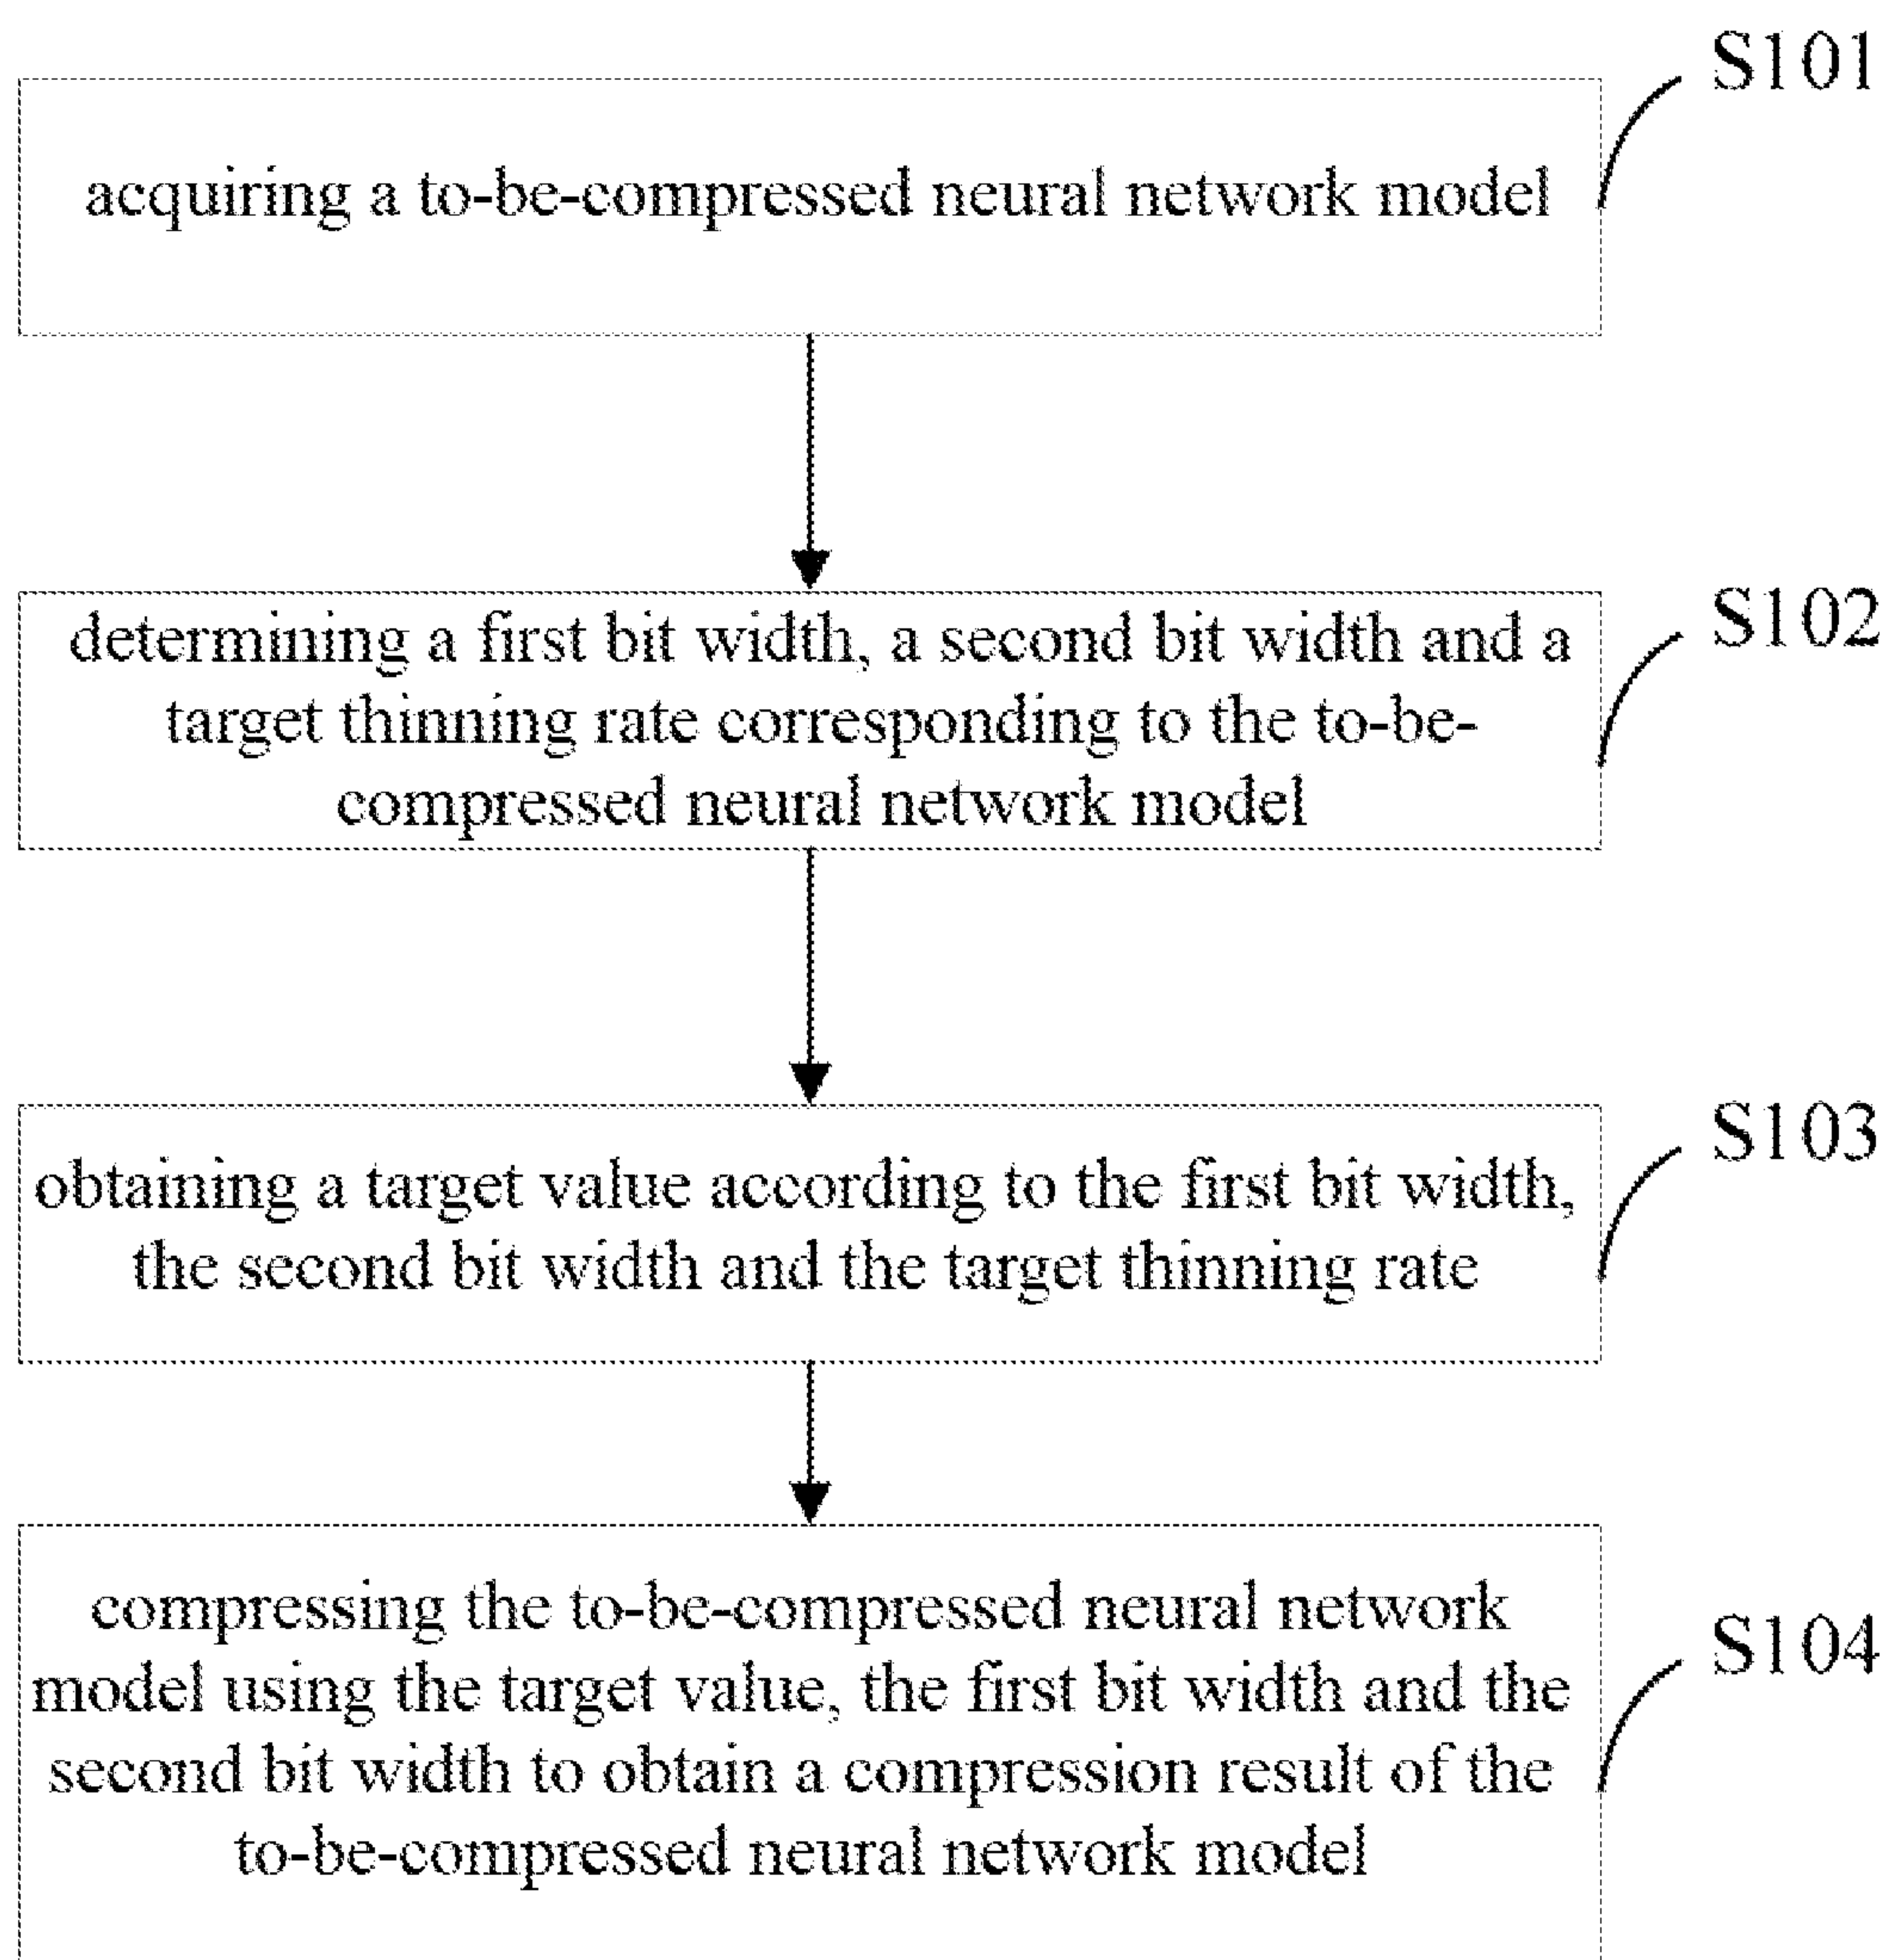 S101
acquiring a to-be-compressed neural network model
S102
determining a first bit width, a second bit width and a
target thinning rate corresponding to the to-be-
compressed neural network model
S103
obtaining a target value according to the first bit width,
the second bit width and the target thinning rate
S104
compressing the to-be-compressed neural network
model using the target value, the first bit width and the
second bit width to obtain a compression result of the
to-be-compressed neural network model